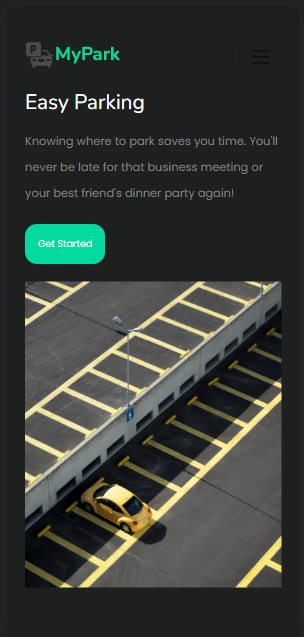 P
MyPark
Easy Parking
Knowing where to park saves you time. You'll
never be late for that business meeting or
your best friend's dinner party again!
Get Started